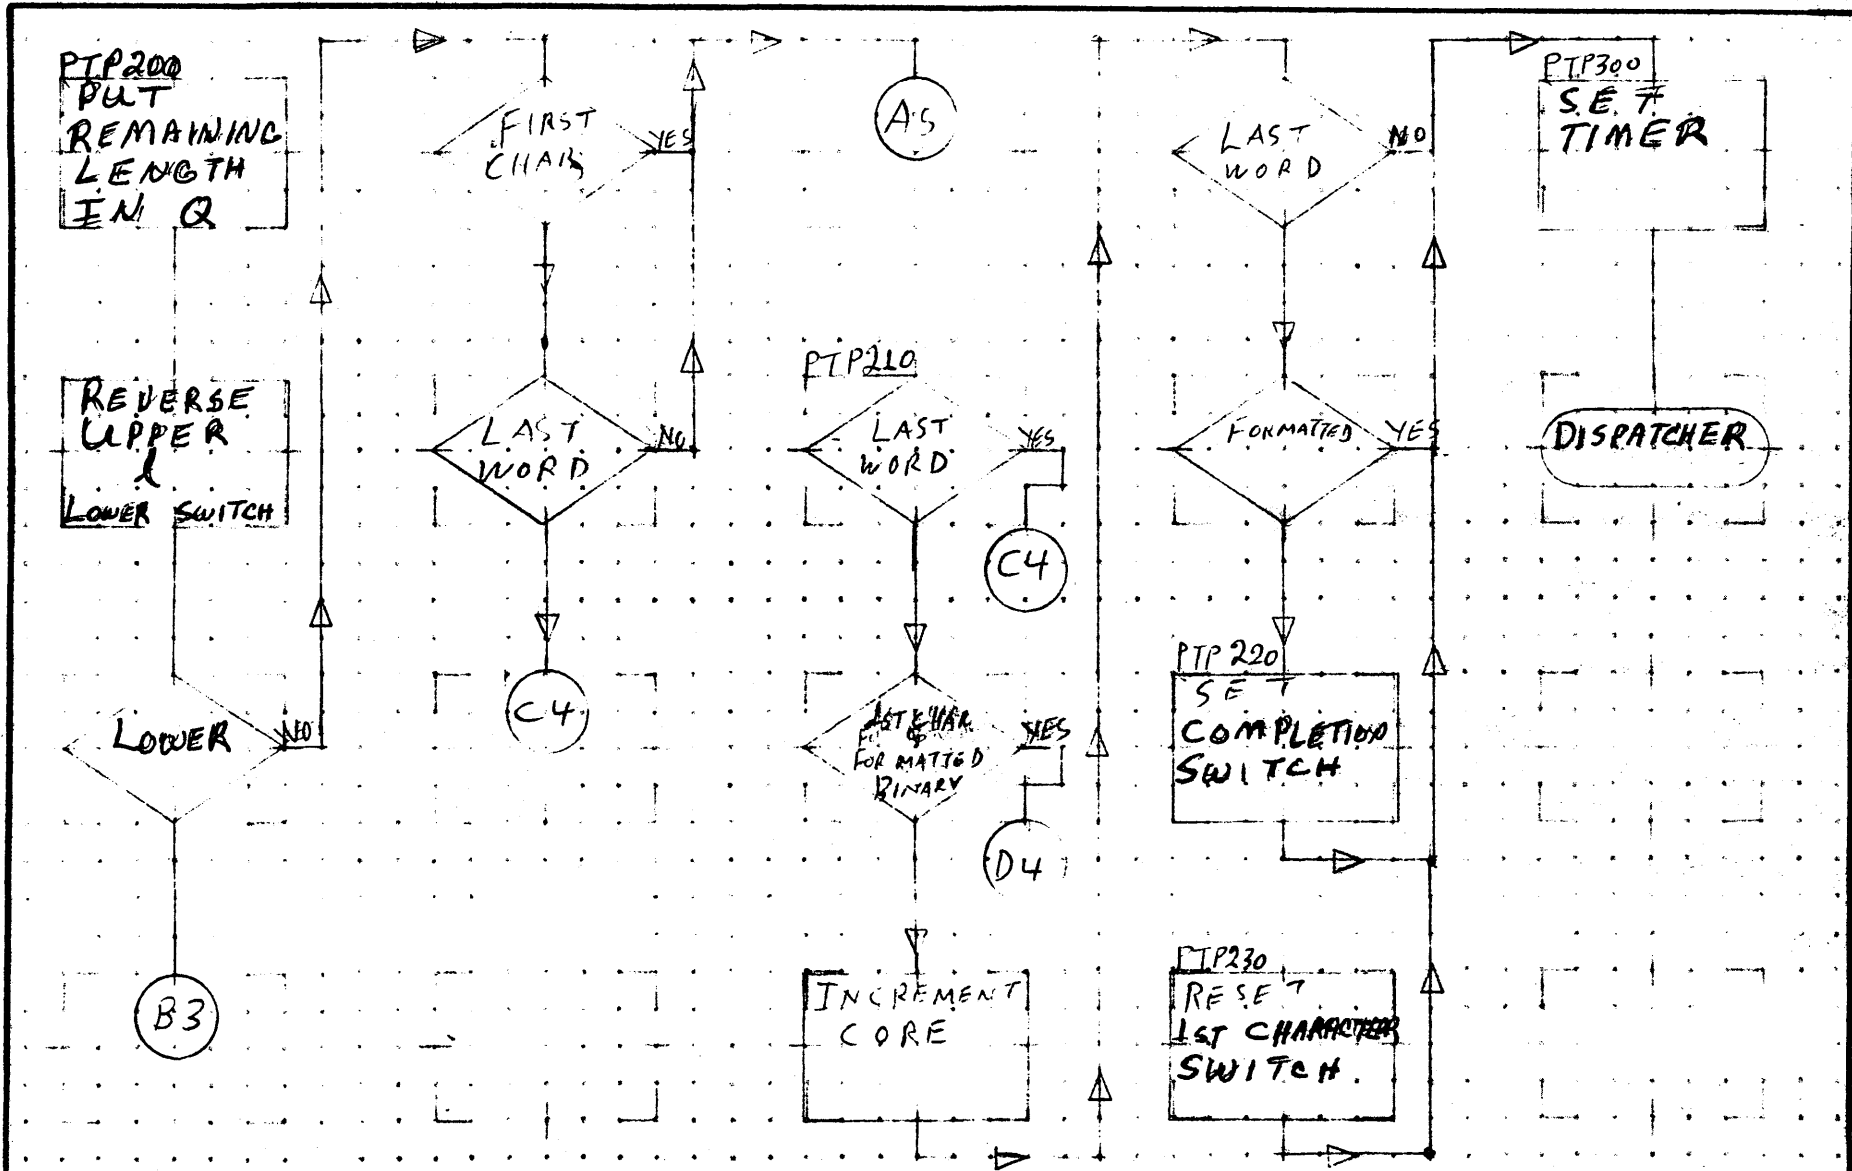 PTP200
PUT
REMAINING
LENGTH
IN Q
REVERSE
UPPER
&
LOWER SWITCH
LOWER
NO
B3
FIRST
CHAR
YES
LAST
WORD
NO
C4
A5
PTP210
LAST
WORD
YES
C4
1ST CHAR
&
FORMATTED
BINARY
YES
D4
INCREMENT
CORE
LAST
WORD
NO
FORMATTED
YES
PTP 220
SET
COMPLETION
SWITCH
PTP230
RESET
1ST CHARACTER
SWITCH
PTP300
SET
TIMER
DISPATCHER